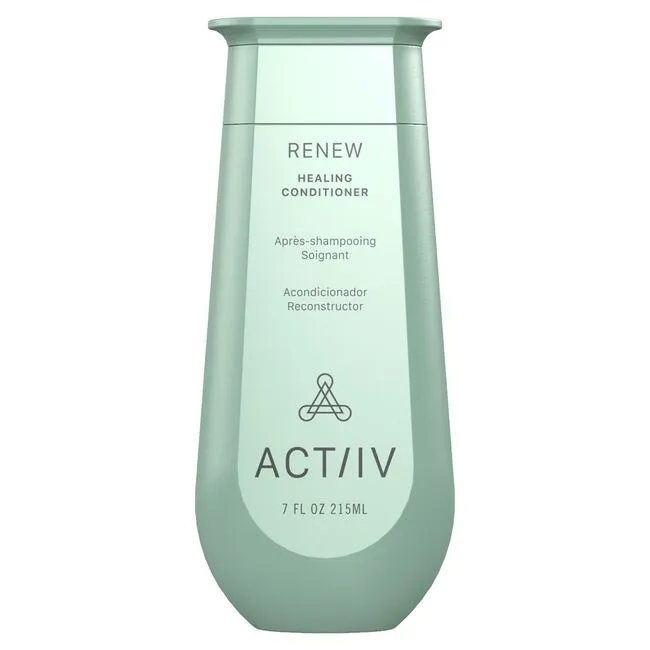 RENEW
HEALING
CONDITIONER
Après-shampooing
Soignant
Acondicionador
Reconstructor
ACT/IV
7 FL OZ 215ML